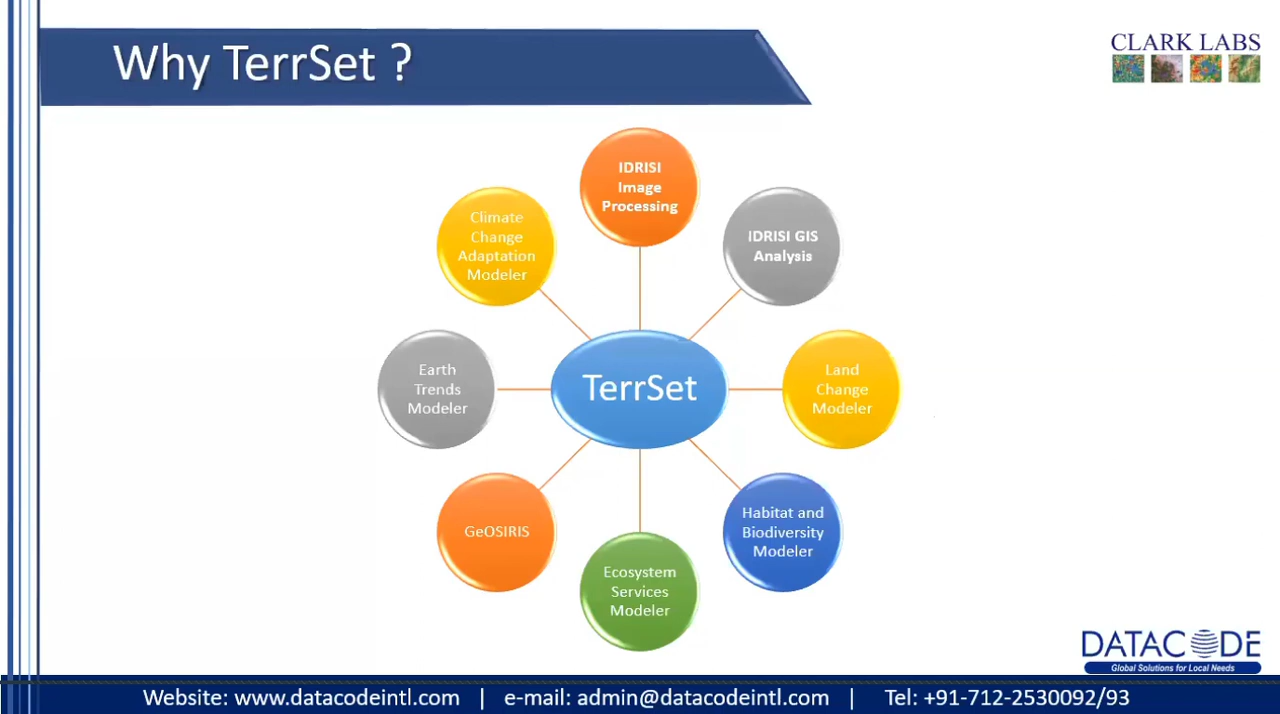 Why TerrSet ?
CLARK LABS
IDRISI
Image
Processing
IDRISI GIS
Analysis
Land
Change
Modeler
Habitat and
Biodiversity
Modeler
Ecosystem
Services
Modeler
GeOSIRIS
Earth
Trends
Modeler
Climate
Change
Adaptation
Modeler
TerrSet
DATACODE
Global Solutions for Local Needs
Website: www.datacodeintl.com | e-mail: admin@datacodeintl.com | Tel: +91-712-2530092/93